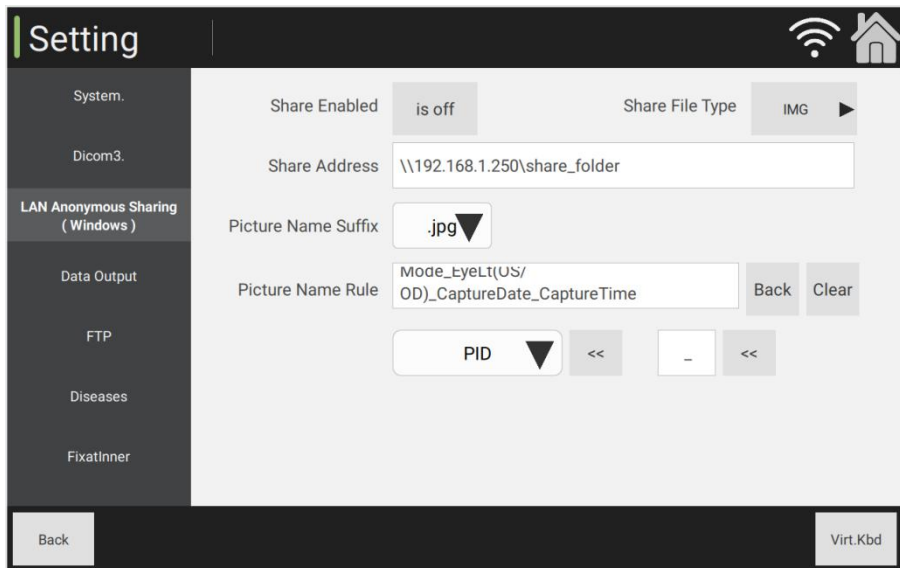 Setting
System.
Dicom3.
LAN Anonymous Sharing
( Windows )
Data Output
FTP
Diseases
FixatInner
Share Enabled
is off
Share File Type
IMG
Share Address
\\192.168.1.250\share_folder
Picture Name Suffix
.jpg
Picture Name Rule
Mode_EyeLt(OS/
OD)_CaptureDate_CaptureTime
Back
Clear
PID
<<
_
<<
Back
Virt.Kbd